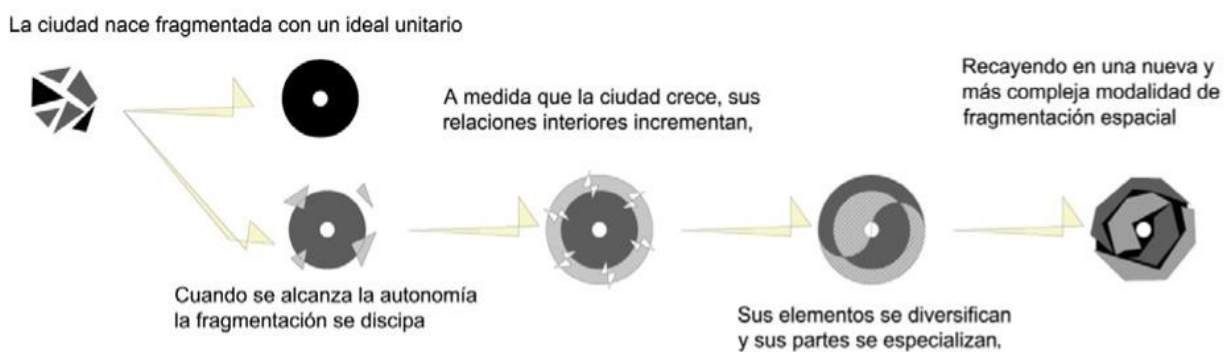 La ciudad nace fragmentada con un ideal unitario
Cuando se alcanza la autonomía
la fragmentación se discipa
A medida que la ciudad crece, sus
relaciones interiores incrementan,
Sus elementos se diversifican
y sus partes se especializan,
Recayendo en una nueva y
más compleja modalidad de
fragmentación espacial